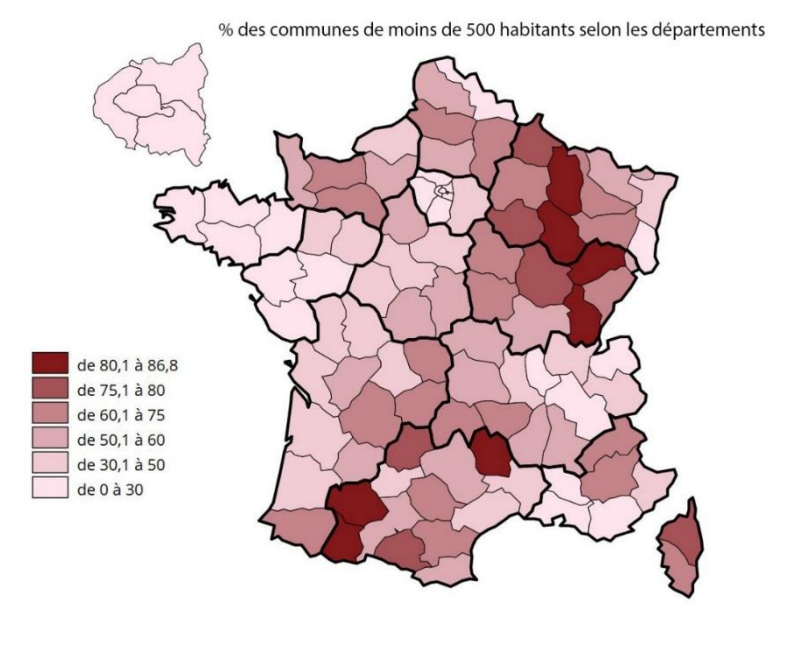 % des communes de moins de 500 habitants selon les départements
de 80,1 à 86,8
de 75,1 à 80
de 60,1 à 75
de 50,1 à 60
de 30,1 à 50
de 0 à 30